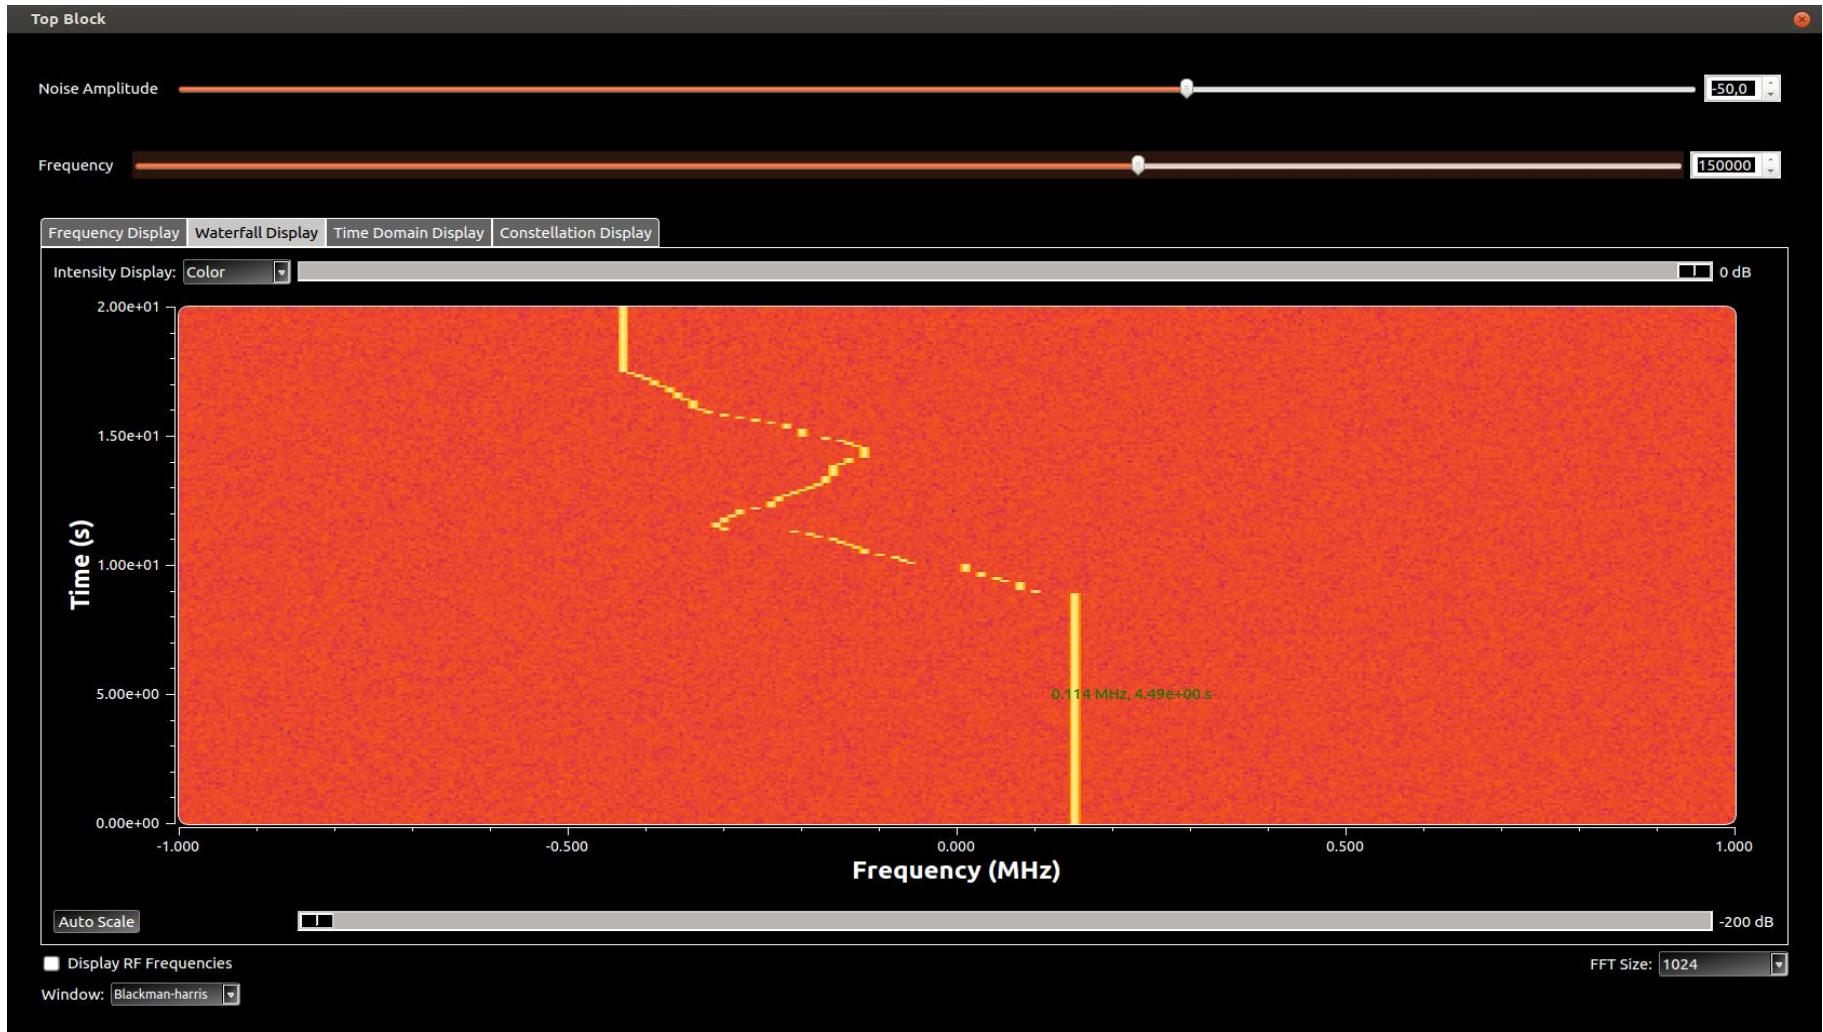 Top Block
Noise Amplitude -50,0
Frequency 150000
Frequency Display Waterfall Display Time Domain Display Constellation Display
Intensity Display: Color 0 dB
2.00e+01
1.50e+01
1.00e+01
5.00e+00
0.00e+00
Time (s)
0.114 MHz, 4.49e+00 s
-1.000 -0.500 0.000 0.500 1.000
Frequency (MHz)
Auto Scale -200 dB
Display RF Frequencies FFT Size: 1024
Window: Blackman-harris